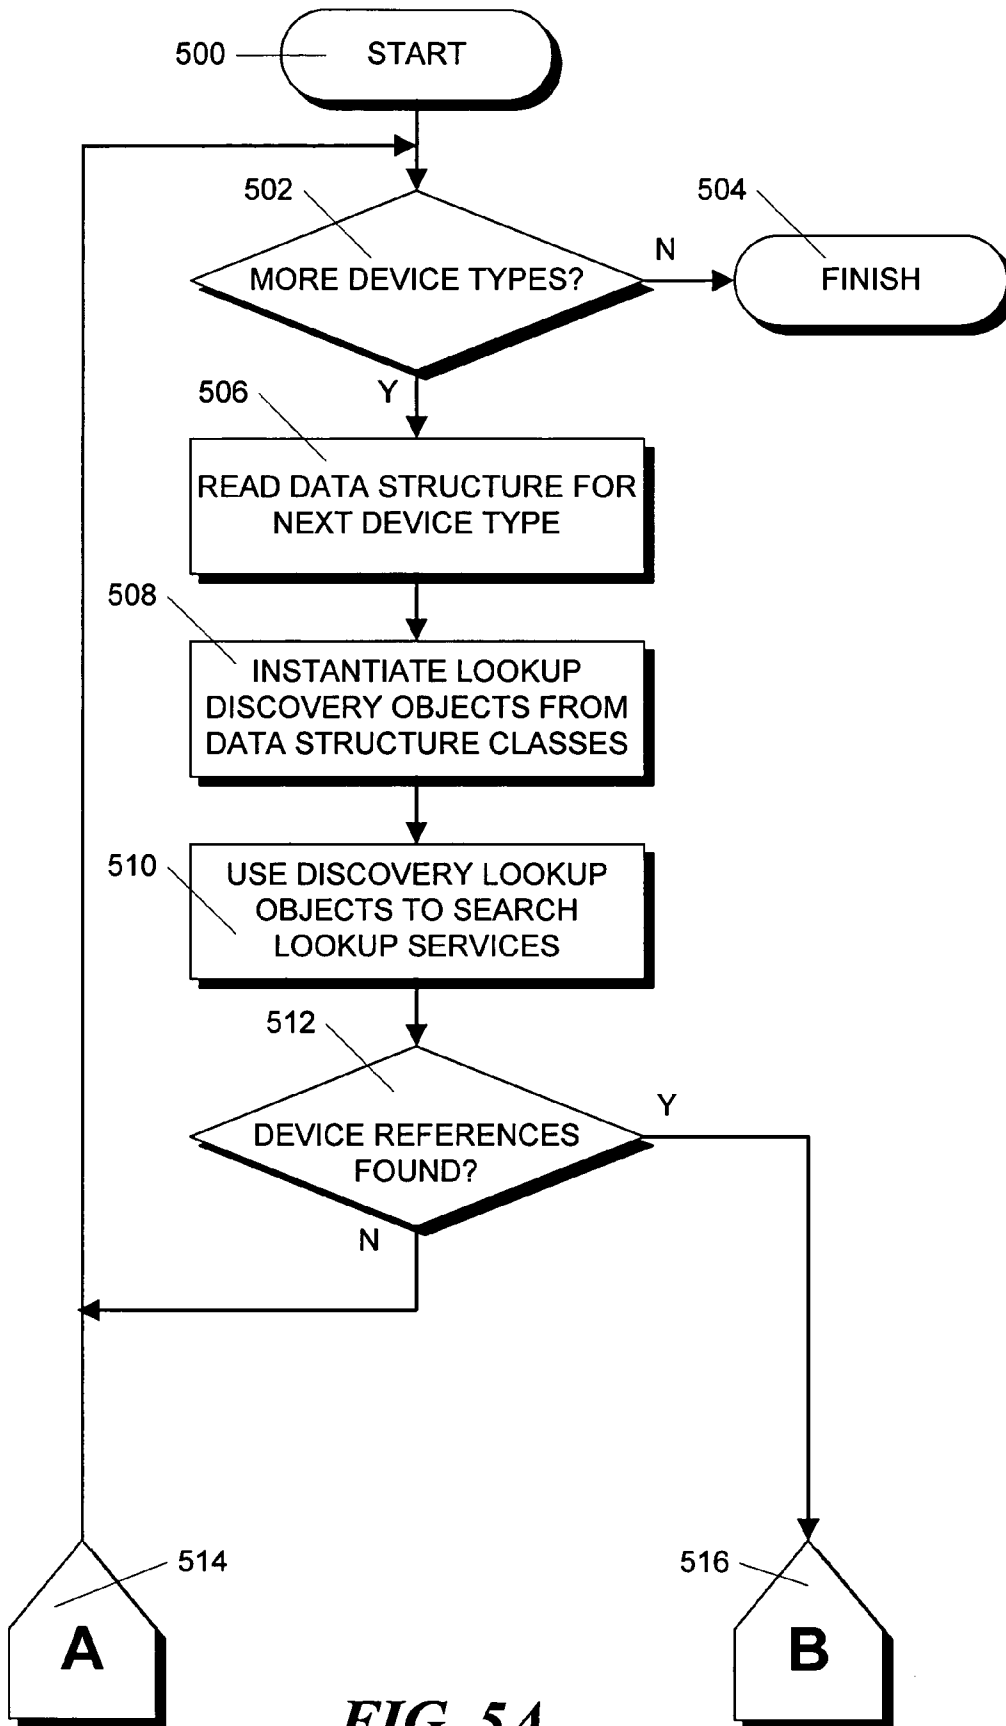 500
START
502
504
MORE DEVICE TYPES?
N
FINISH
Y
506
READ DATA STRUCTURE FOR
NEXT DEVICE TYPE
508
INSTANTIATE LOOKUP
DISCOVERY OBJECTS FROM
DATA STRUCTURE CLASSES
510
USE DISCOVERY LOOKUP
OBJECTS TO SEARCH
LOOKUP SERVICES
512
Y
DEVICE REFERENCES
FOUND?
N
514
516
A
B
FIG. 5A